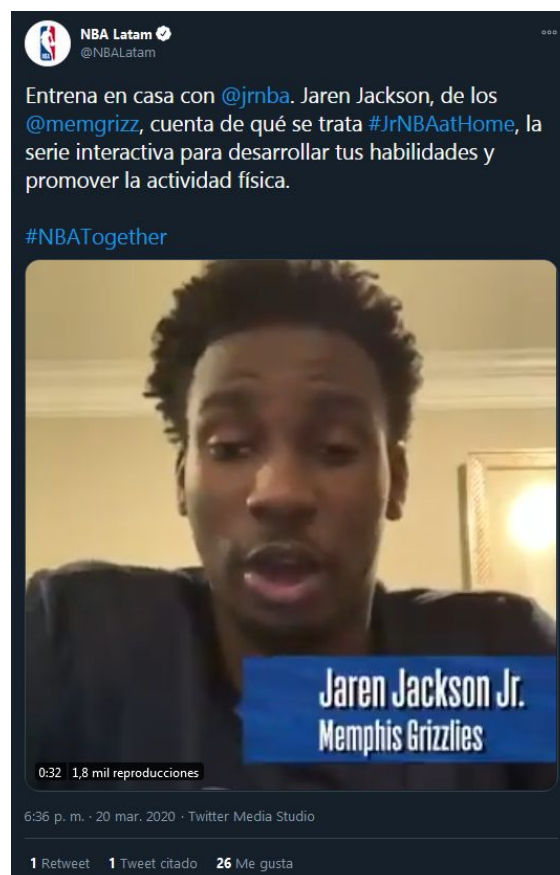 NBA Latam
@NBALatam
Entrena en casa con @jrnba. Jaren Jackson, de los
@memgrizz, cuenta de qué se trata #JrNBAatHome, la
serie interactiva para desarrollar tus habilidades y
promover la actividad física.
#NBATogether
Jaren Jackson Jr.
Memphis Grizzlies
0:32 1,8 mil reproducciones
6:36 p. m. · 20 mar. 2020 · Twitter Media Studio
1 Retweet 1 Tweet citado 26 Me gusta